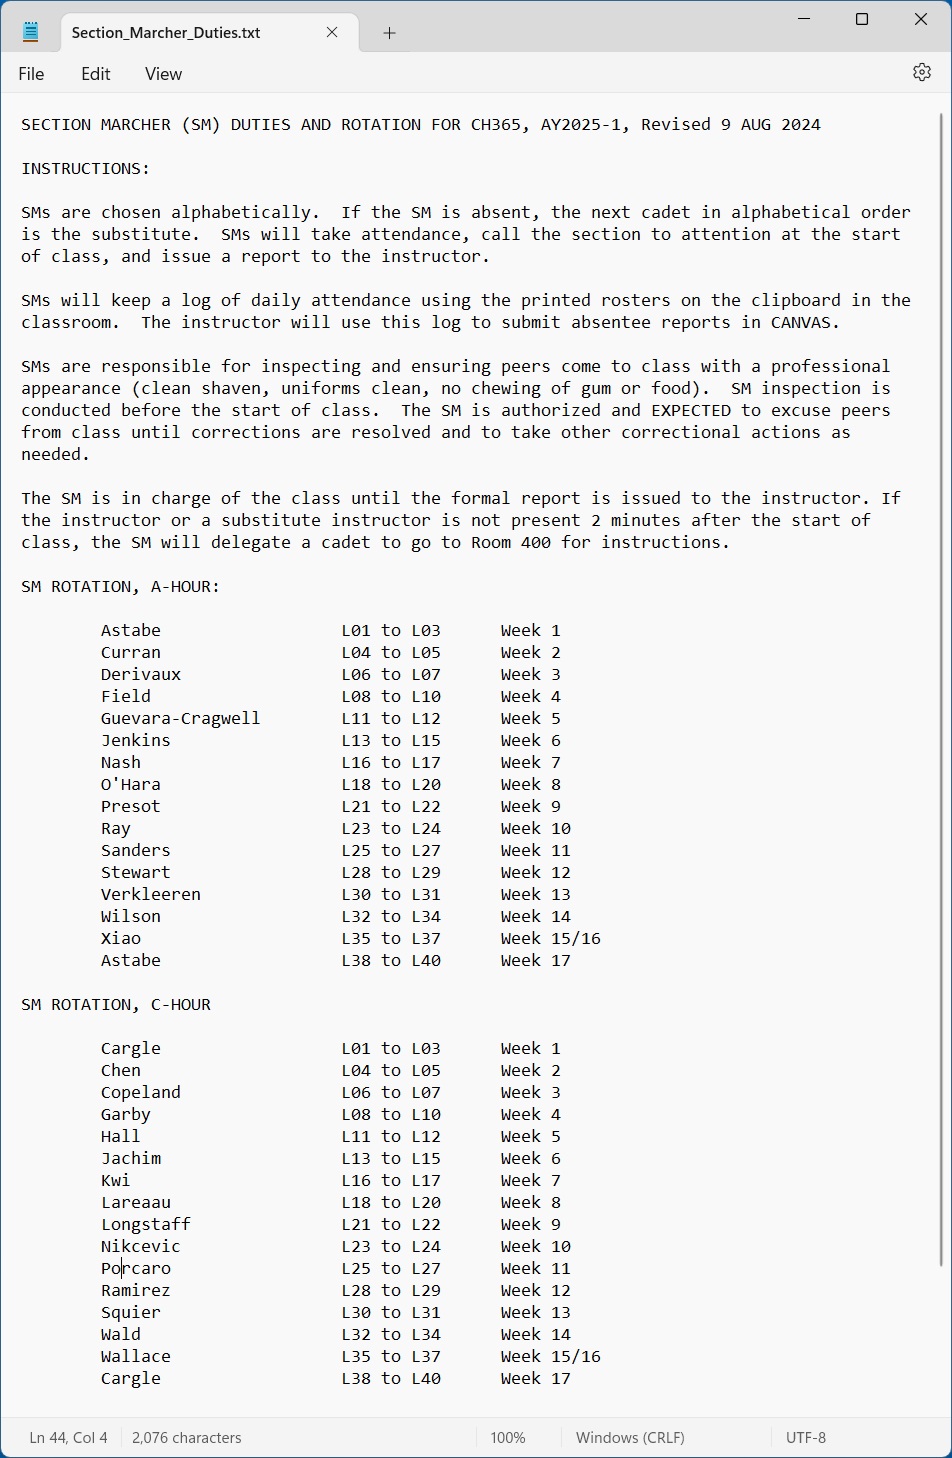 Section_Marcher_Duties.txt
File Edit View
SECTION MARCHER (SM) DUTIES AND ROTATION FOR CH365, AY2025-1, Revised 9 AUG 2024
INSTRUCTIONS:
SMs are chosen alphabetically.  If the SM is absent, the next cadet in alphabetical order
is the substitute.  SMs will take attendance, call the section to attention at the start
of class, and issue a report to the instructor.
SMs will keep a log of daily attendance using the printed rosters on the clipboard in the
classroom.  The instructor will use this log to submit absentee reports in CANVAS.
SMs are responsible for inspecting and ensuring peers come to class with a professional
appearance (clean shaven, uniforms clean, no chewing of gum or food).  SM inspection is
conducted before the start of class.  The SM is authorized and EXPECTED to excuse peers
from class until corrections are resolved and to take other correctional actions as
needed.
The SM is in charge of the class until the formal report is issued to the instructor. If
the instructor or a substitute instructor is not present 2 minutes after the start of
class, the SM will delegate a cadet to go to Room 400 for instructions.
SM ROTATION, A-HOUR:
Astabe L01 to L03 Week 1
Curran L04 to L05 Week 2
Derivaux L06 to L07 Week 3
Field L08 to L10 Week 4
Guevara-Cragwell L11 to L12 Week 5
Jenkins L13 to L15 Week 6
Nash L16 to L17 Week 7
O'Hara L18 to L20 Week 8
Presot L21 to L22 Week 9
Ray L23 to L24 Week 10
Sanders L25 to L27 Week 11
Stewart L28 to L29 Week 12
Verkleeren L30 to L31 Week 13
Wilson L32 to L34 Week 14
Xiao L35 to L37 Week 15/16
Astabe L38 to L40 Week 17
SM ROTATION, C-HOUR
Cargle L01 to L03 Week 1
Chen L04 to L05 Week 2
Copeland L06 to L07 Week 3
Garby L08 to L10 Week 4
Hall L11 to L12 Week 5
Jachim L13 to L15 Week 6
Kwi L16 to L17 Week 7
Lareaau L18 to L20 Week 8
Longstaff L21 to L22 Week 9
Nikcevic L23 to L24 Week 10
Porcaro L25 to L27 Week 11
Ramirez L28 to L29 Week 12
Squier L30 to L31 Week 13
Wald L32 to L34 Week 14
Wallace L35 to L37 Week 15/16
Cargle L38 to L40 Week 17
Ln 44, Col 4 2,076 characters 100% Windows (CRLF) UTF-8